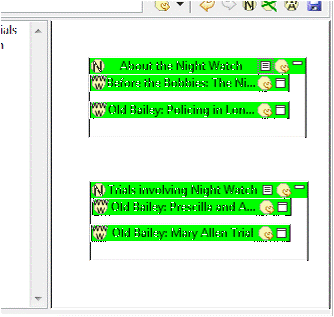 ials
n
N About the Night Watch
W Before the Bobbies: The Ni...
W Old Bailey: Policing in Lon...
N Trials involving Night Watch
W Old Bailey: Prescilla and A...
W Old Bailey: Mary Allen Trial